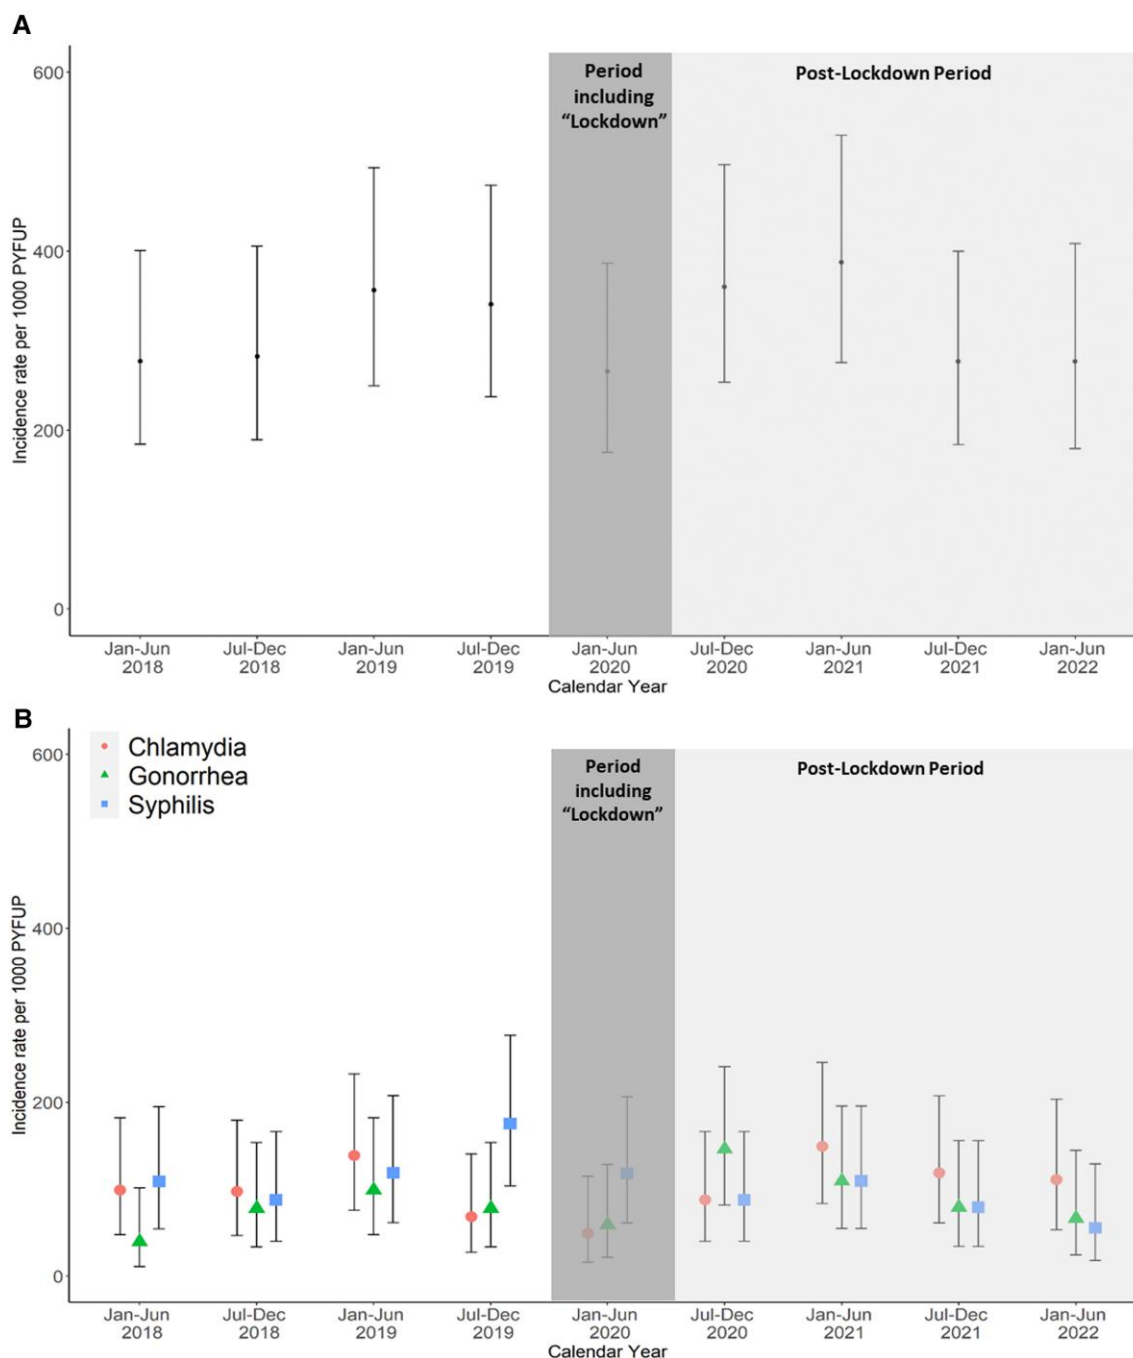 A
Incidence rate per 1000 PYFUP
600
400
200
0
Period
including
“Lockdown”
Post-Lockdown Period
Jan-Jun Jul-Dec Jan-Jun Jul-Dec Jan-Jun Jul-Dec Jan-Jun Jul-Dec Jan-Jun
2018 2018 2019 2019 2020 2020 2021 2021 2022
Calendar Year
B
Incidence rate per 1000 PYFUP
600
400
200
0
Chlamydia
Gonorrhea
Syphilis
Period
including
“Lockdown”
Post-Lockdown Period
Jan-Jun Jul-Dec Jan-Jun Jul-Dec Jan-Jun Jul-Dec Jan-Jun Jul-Dec Jan-Jun
2018 2018 2019 2019 2020 2020 2021 2021 2022
Calendar Year